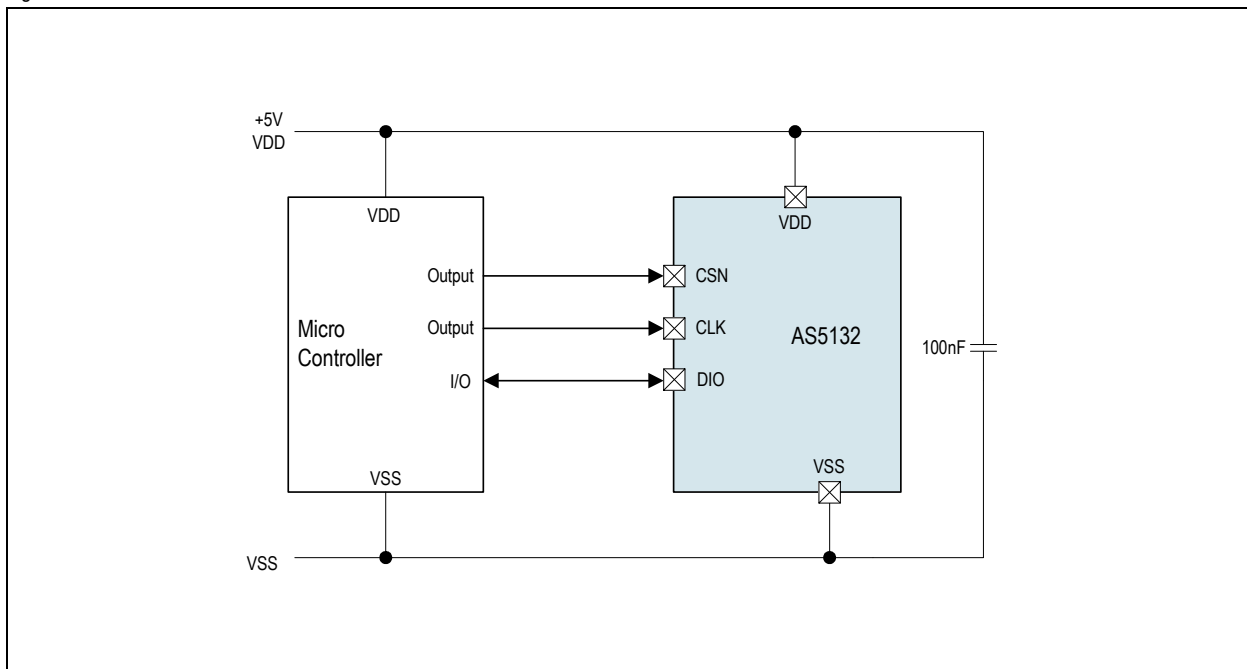 +5V
VDD
VDD
VDD
Output
CSN
Output
CLK
Micro
Controller
AS5132
100nF
I/O
DIO
VSS
VSS
VSS